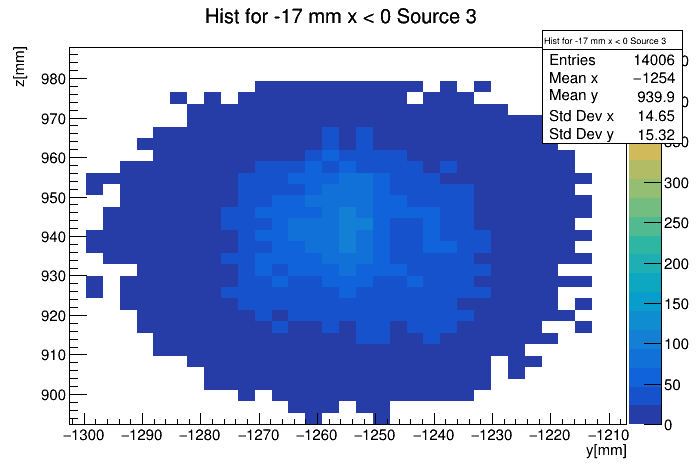 Hist for -17 mm x < 0 Source 3
z[mm]
Hist for -17 mm x < 0 Source 3
Entries 14006
Mean x −1254
Mean y 939.9
Std Dev x 14.65
Std Dev y 15.32
980
970
960
950
940
930
920
910
900
300
250
200
150
100
50
0
−1300 −1290 −1280 −1270 −1260 −1250 −1240 −1230 −1220 −1210
y[mm]